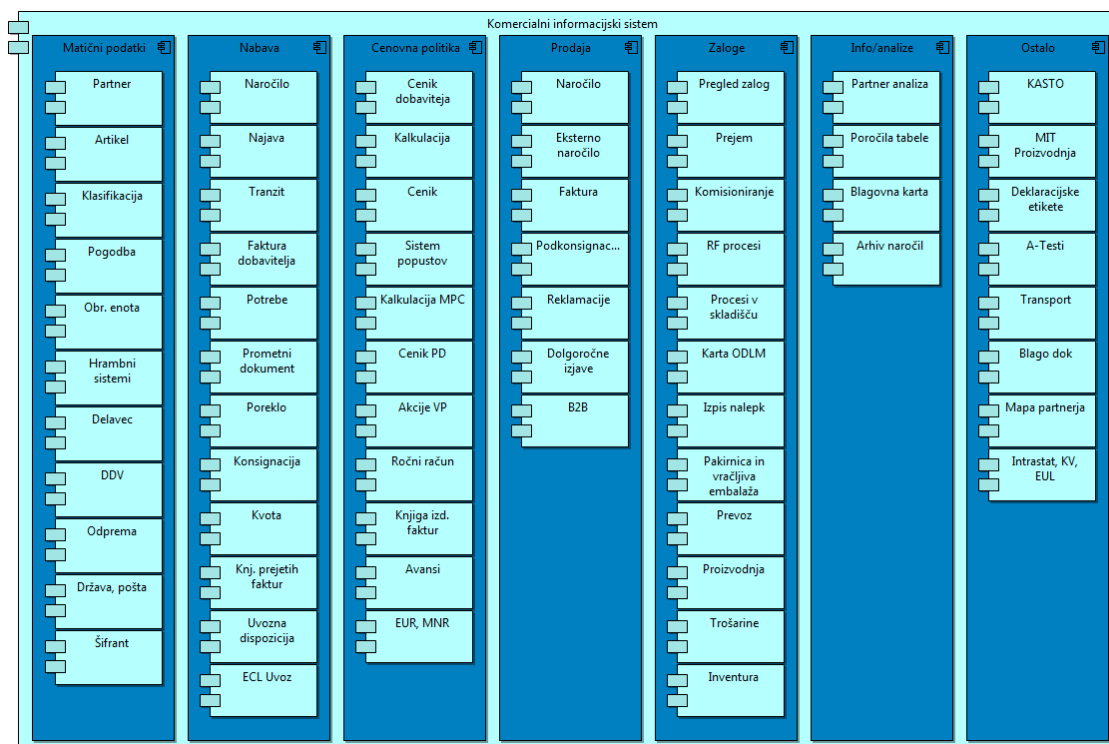 Komercialni informacijski sistem
Matični podatki
Partner
Artikel
Klasifikacija
Pogodba
Obr. enota
Hrambni
sistemi
Delavec
DDV
Odprema
Država, pošta
Šifrant
Nabava
Naročilo
Najava
Tranzit
Faktura
dobavitelja
Potrebe
Prometni
dokument
Poreklo
Konsignacija
Kvota
Knj. prejetih
faktur
Uvozna
dispozicija
ECL Uvoz
Cenovna politika
Cenik
dobaviteja
Kalkulacija
Cenik
Sistem
popustov
Kalkulacija MPC
Cenik PD
Akcije VP
Ročni račun
Knjiga izd.
faktur
Avansi
EUR, MNR
Prodaja
Naročilo
Eksterno
naročilo
Faktura
Podkonsignac...
Reklamacije
Dolgoročne
izjave
B2B
Zaloge
Pregled zalog
Prejem
Komisioniranje
RF procesi
Procesi v
skladišču
Karta ODLM
Izpis nalepk
Pakirnica in
vračljiva
embalaža
Prevoz
Proizvodnja
Trošarine
Inventura
Info/analize
Partner analiza
Poročila tabele
Blagovna karta
Arhiv naročil
Ostalo
KASTO
MIT
Proizvodnja
Deklaracijske
etikete
A-Testi
Transport
Blago dok
Mapa partnerja
Intrastat, KV,
EUL